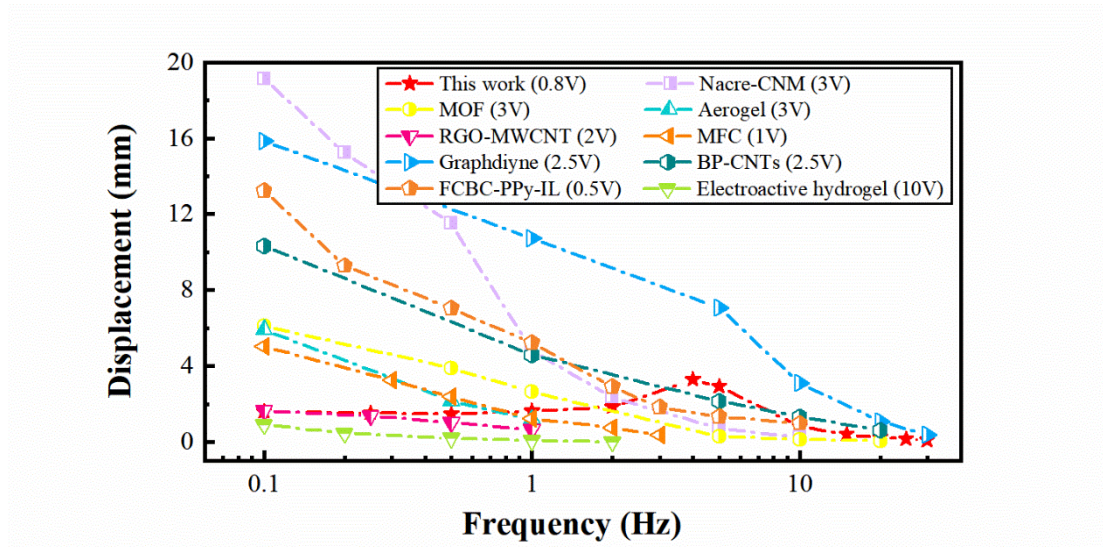 20
16
12
8
4
0
Displacement (mm)
This work (0.8V)
MOF (3V)
RGO-MWCNT (2V)
Graphdiyne (2.5V)
FCBC-PPy-IL (0.5V)
Nacre-CNM (3V)
Aerogel (3V)
MFC (1V)
BP-CNTs (2.5V)
Electroactive hydrogel (10V)
0.1
1
10
Frequency (Hz)